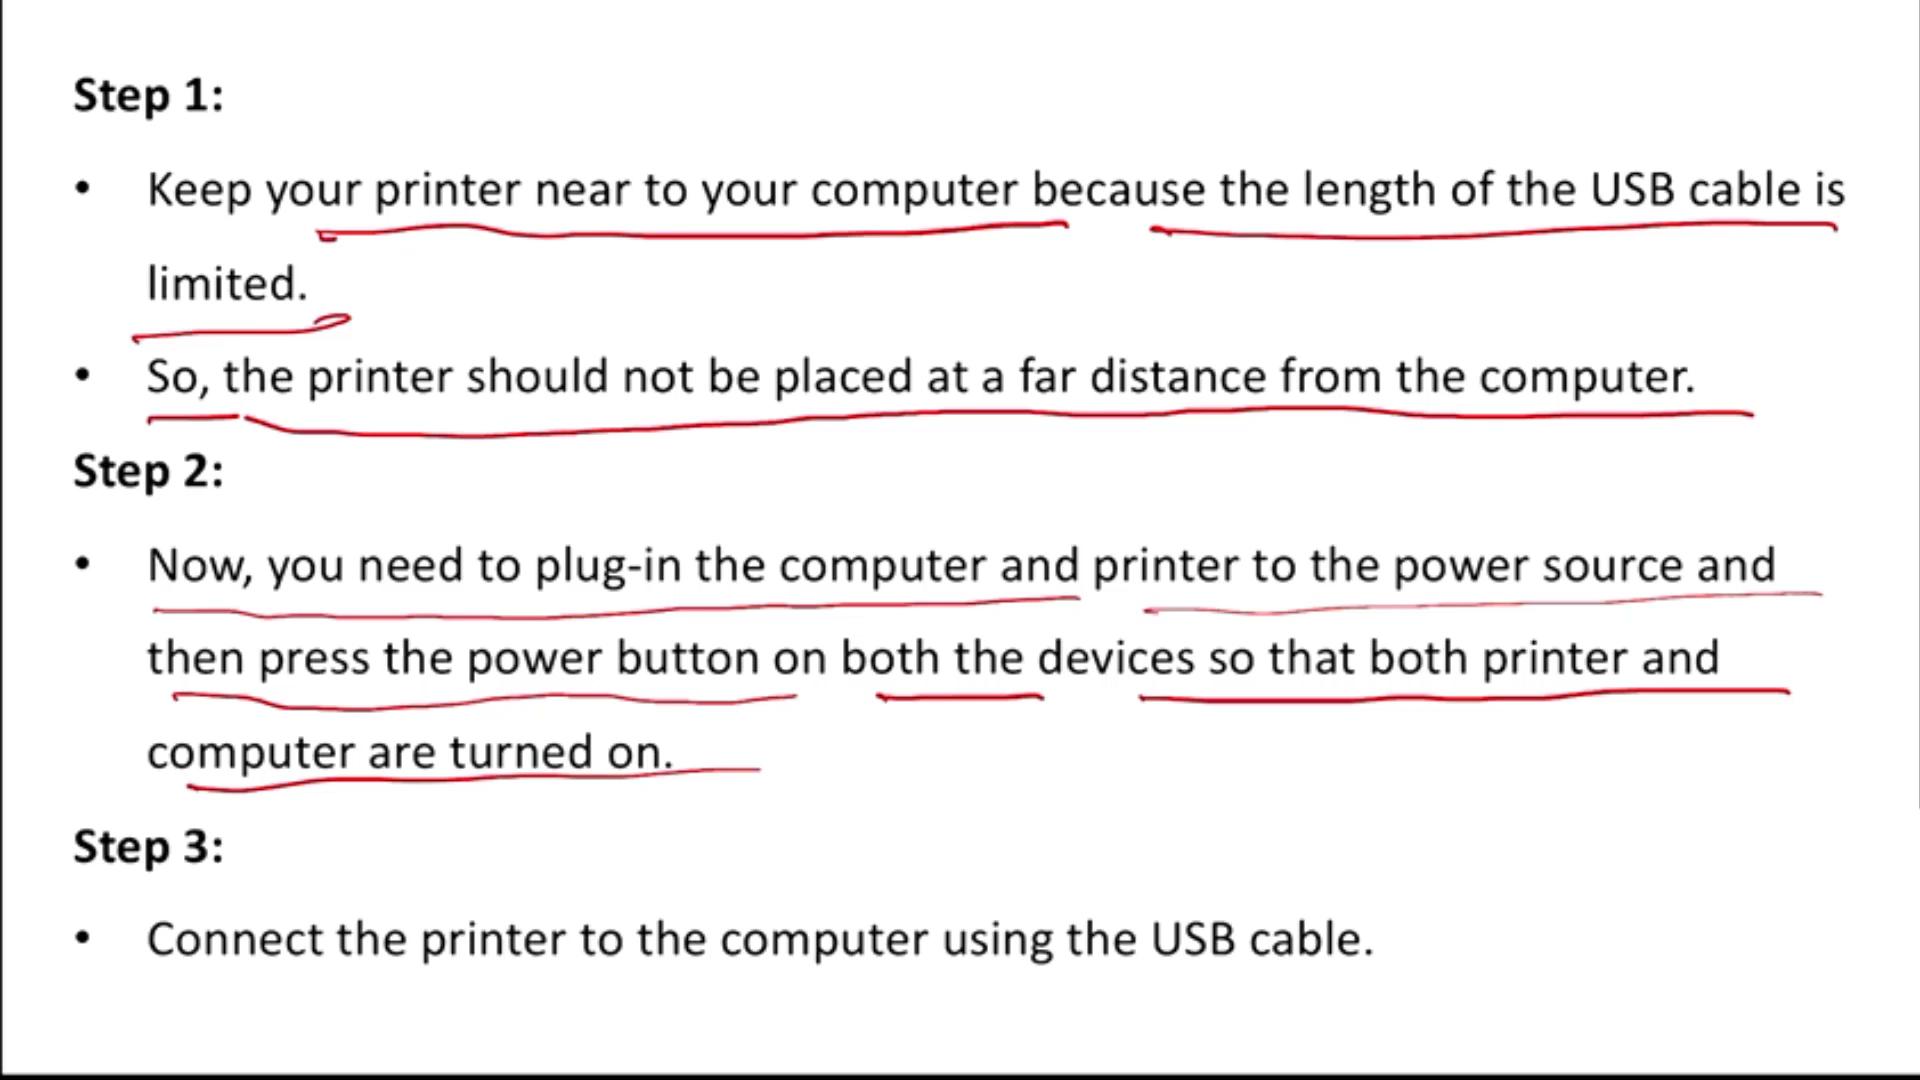 Step 1:
• Keep your printer near to your computer because the length of the USB cable is
limited.
• So, the printer should not be placed at a far distance from the computer.
Step 2:
• Now, you need to plug-in the computer and printer to the power source and
then press the power button on both the devices so that both printer and
computer are turned on.
Step 3:
• Connect the printer to the computer using the USB cable.